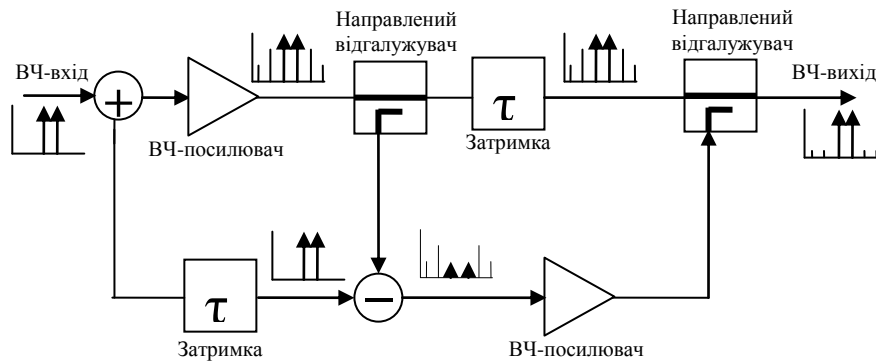 Направлений
відгалужувач
Направлений
відгалужувач
ВЧ-вхід
ВЧ-вихід
+
τ
ВЧ-посилювач
Затримка
τ
−
Затримка
ВЧ-посилювач